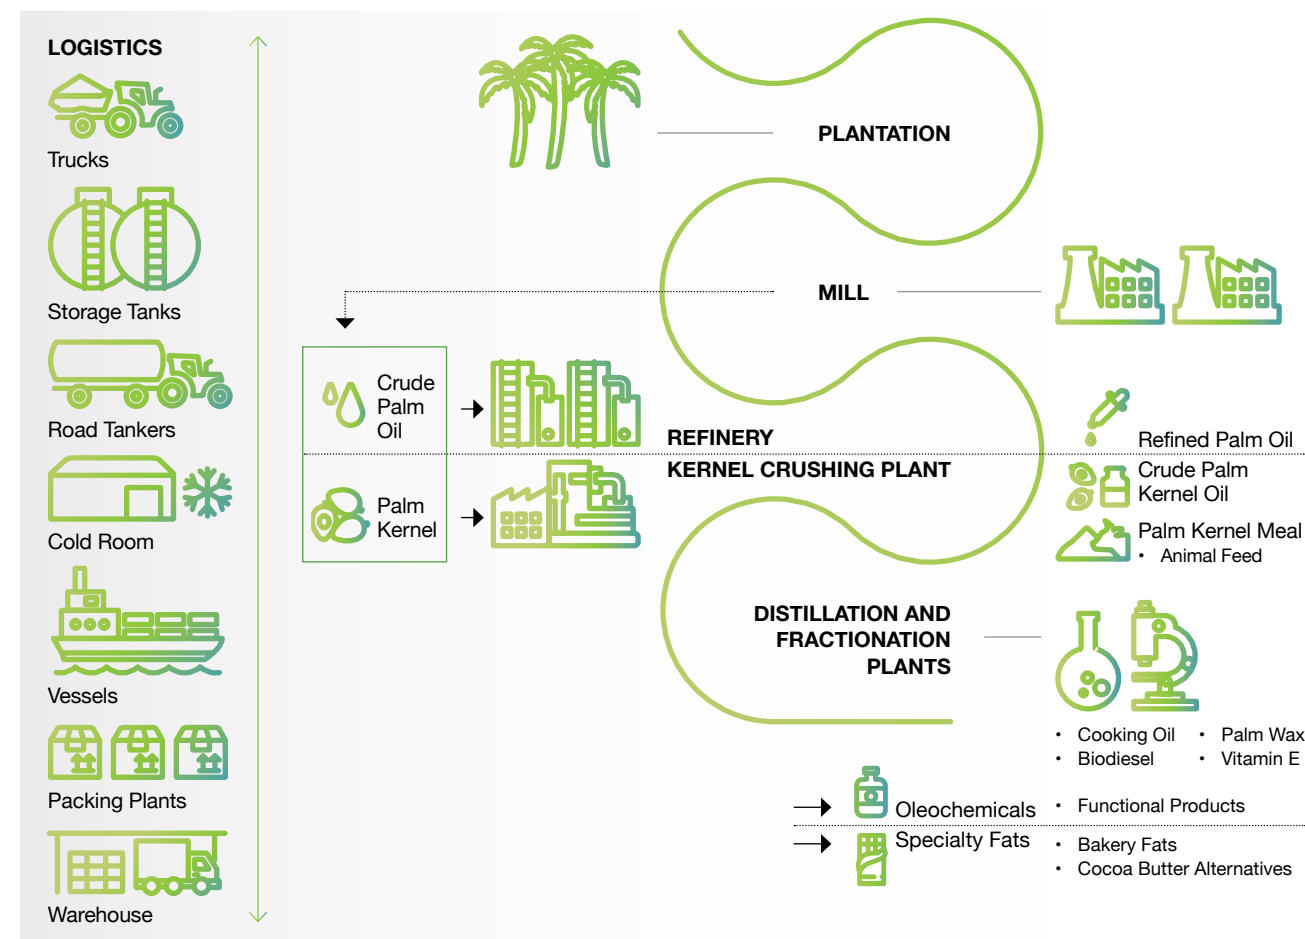 LOGISTICS
Trucks
Storage Tanks
Road Tankers
Cold Room
Vessels
Packing Plants
Warehouse
PLANTATION
MILL
Crude
Palm
Oil
Palm
Kernel
REFINERY
KERNEL CRUSHING PLANT
Refined Palm Oil
Crude Palm
Kernel Oil
Palm Kernel Meal
• Animal Feed
DISTILLATION AND
FRACTIONATION
PLANTS
• Cooking Oil
• Biodiesel
• Palm Wax
• Vitamin E
Oleochemicals
• Functional Products
Specialty Fats
• Bakery Fats
• Cocoa Butter Alternatives